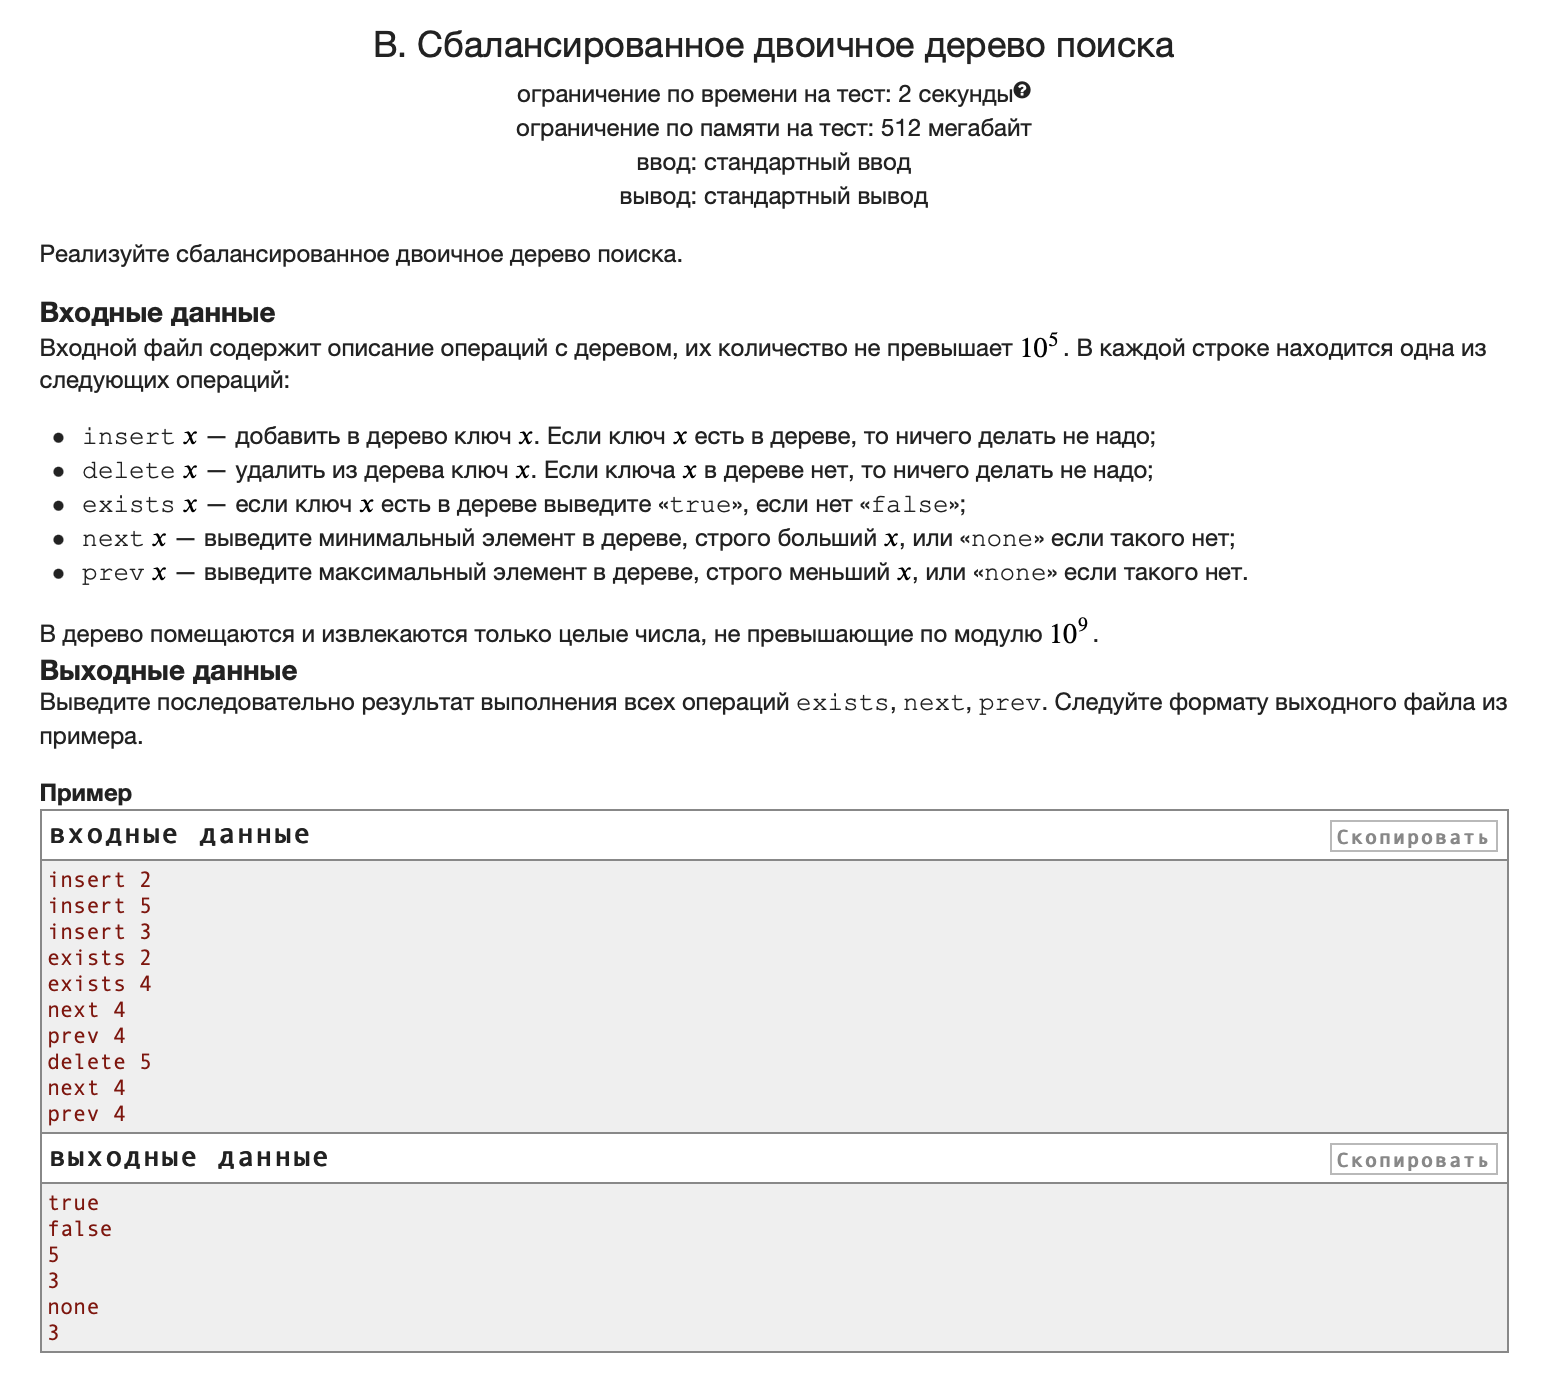 В. Сбалансированное двоичное дерево поиска
ограничение по времени на тест: 2 секунды?
ограничение по памяти на тест: 512 мегабайт
ввод: стандартный ввод
вывод: стандартный вывод
Реализуйте сбалансированное двоичное дерево поиска.
Входные данные
Входной файл содержит описание операций с деревом, их количество не превышает 10⁵. В каждой строке находится одна из
следующих операций:
• insert x — добавить в дерево ключ x. Если ключ x есть в дереве, то ничего делать не надо;
• delete x — удалить из дерева ключ x. Если ключа x в дереве нет, то ничего делать не надо;
• exists x — если ключ x есть в дереве выведите «true», если нет «false»;
• next x — выведите минимальный элемент в дереве, строго больший x, или «none» если такого нет;
• prev x — выведите максимальный элемент в дереве, строго меньший x, или «none» если такого нет.
В дерево помещаются и извлекаются только целые числа, не превышающие по модулю 10⁹.
Выходные данные
Выведите последовательно результат выполнения всех операций exists, next, prev. Следуйте формату выходного файла из
примера.
Пример
входные данные Скопировать
insert 2
insert 5
insert 3
exists 2
exists 4
next 4
prev 4
delete 5
next 4
prev 4
выходные данные Скопировать
true
false
5
3
none
3